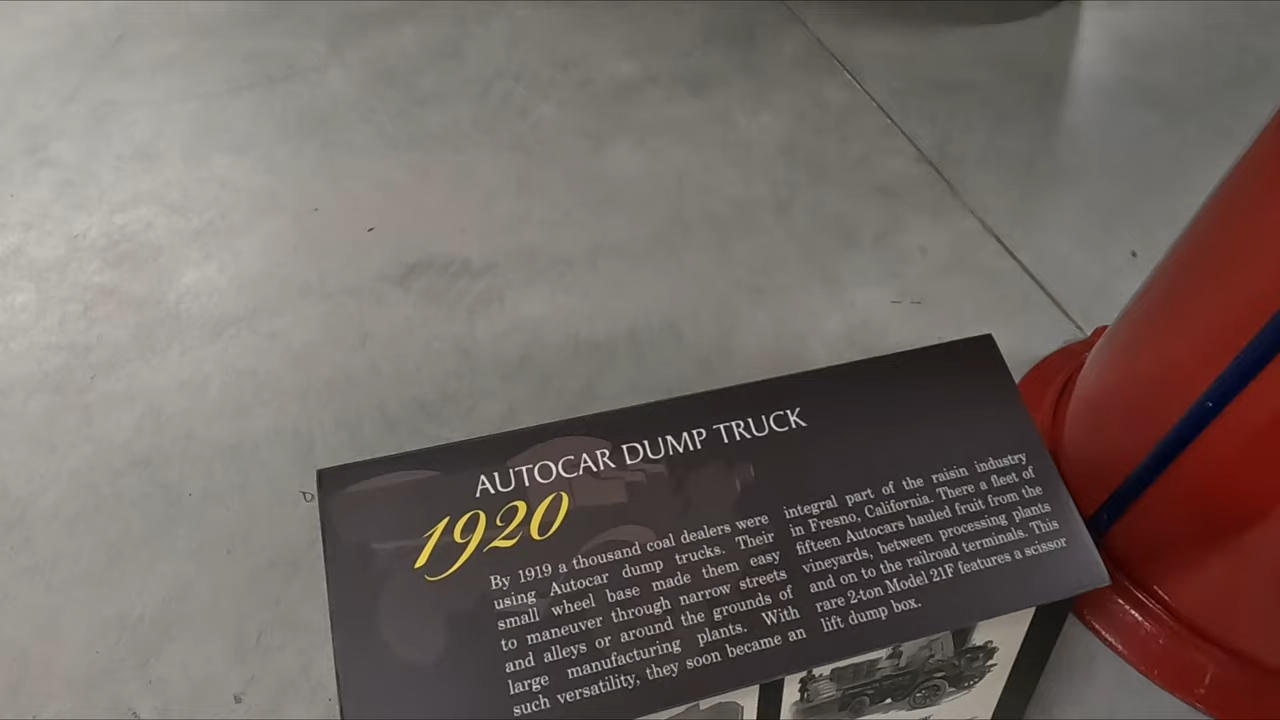 AUTOCAR DUMP TRUCK
1920
By 1919 a thousand coal dealers were
using Autocar dump trucks. Their
small wheel base made them easy
to maneuver through narrow streets
and alleys or around the grounds of
large manufacturing plants. With
such versatility, they soon became an
integral part of the raisin industry
in Fresno, California. There a fleet of
fifteen Autocars hauled fruit from the
vineyards, between processing plants
and on to the railroad terminals. This
rare 2-ton Model 21F features a scissor
lift dump box.